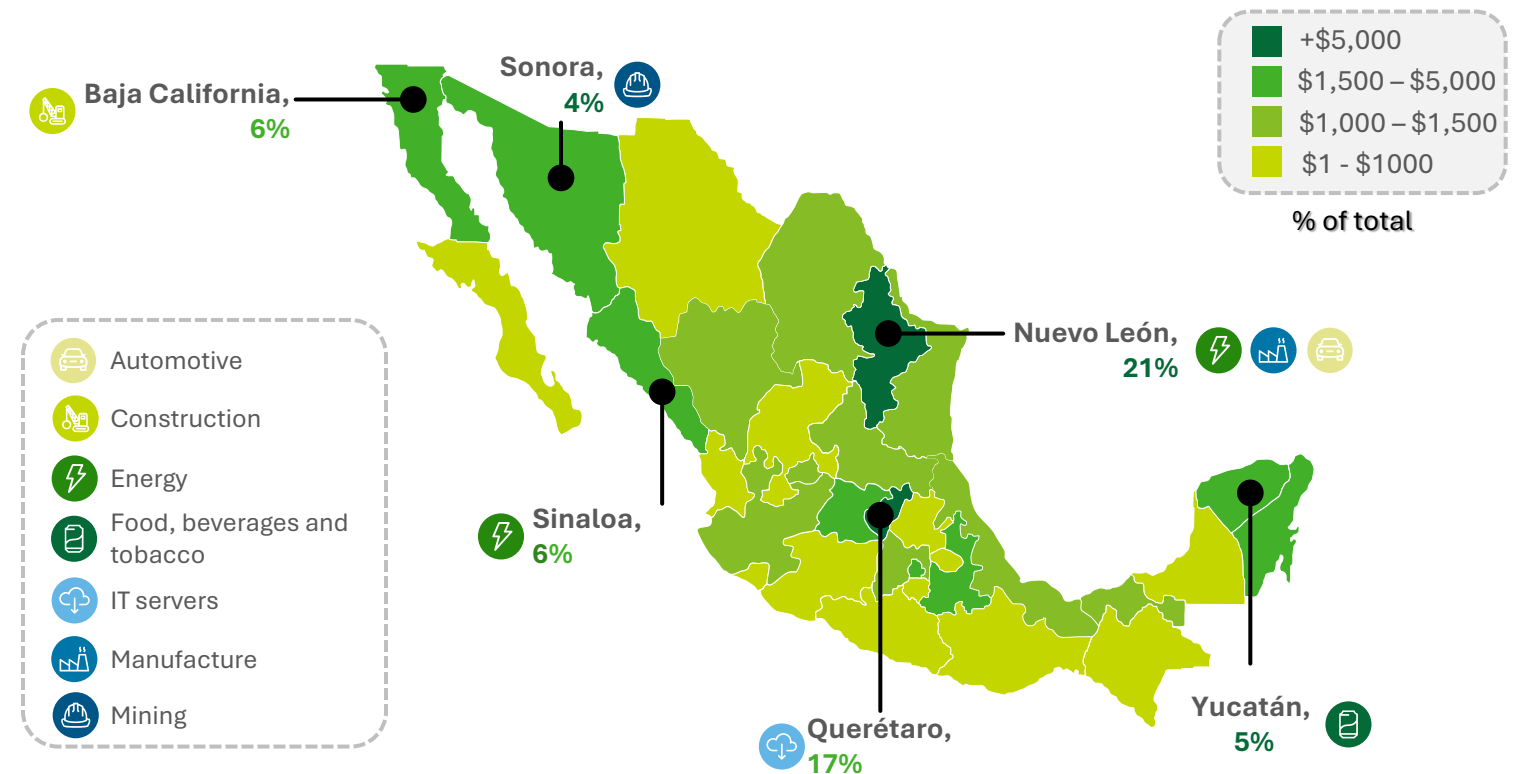 +$5,000
$1,500 – $5,000
$1,000 – $1,500
$1 - $1000
% of total
Baja California,
6%
Sonora,
4%
Nuevo León,
21%
Automotive
Construction
Energy
Food, beverages and
tobacco
IT servers
Manufacture
Mining
Sinaloa,
6%
Querétaro,
17%
Yucatán,
5%